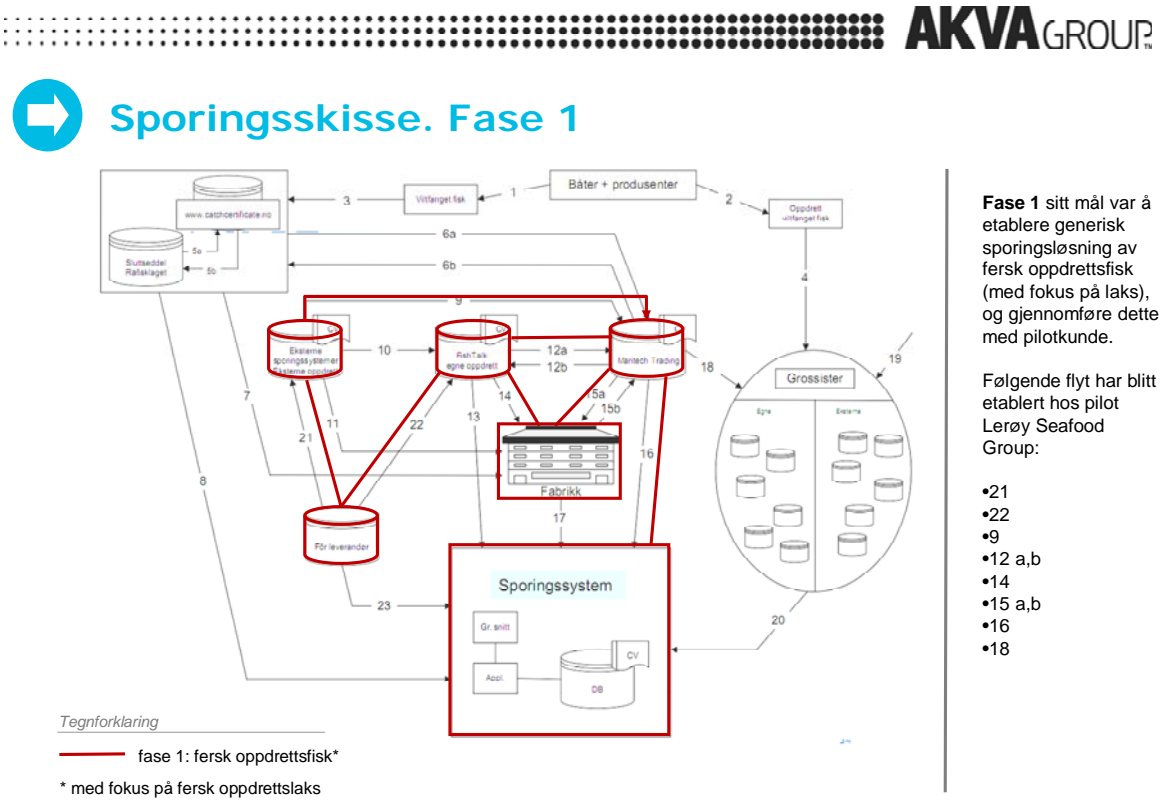 AKVAGROUP™
Sporingsskisse. Fase 1
Båter + produsenter
1
2
3
Viltfanget fisk
Oppdrett
viltfanget fisk
www.catchcertificate.no
6a
5a
5b
Sluttseddel
Råfisklaget
6b
4
9
Eksterne
sporingssystemer
Eksterne oppdrett
10
FishTalk
egne oppdrett
12a
12b
Maritech Trading
18
19
Grossister
Egne
Eksterne
7
21
11
22
13
14
15a
15b
16
8
Fabrikk
17
Fôr leverandør
23
Sporingssystem
Gr. snitt
Appl.
CV
DB
20
Tegnforklaring
fase 1: fersk oppdrettsfisk*
* med fokus på fersk oppdrettslaks
Fase 1 sitt mål var å
etablere generisk
sporingsløsning av
fersk oppdrettsfisk
(med fokus på laks),
og gjennomføre dette
med pilotkunde.
Følgende flyt har blitt
etablert hos pilot
Lerøy Seafood
Group:
•21
•22
•9
•12 a,b
•14
•15 a,b
•16
•18